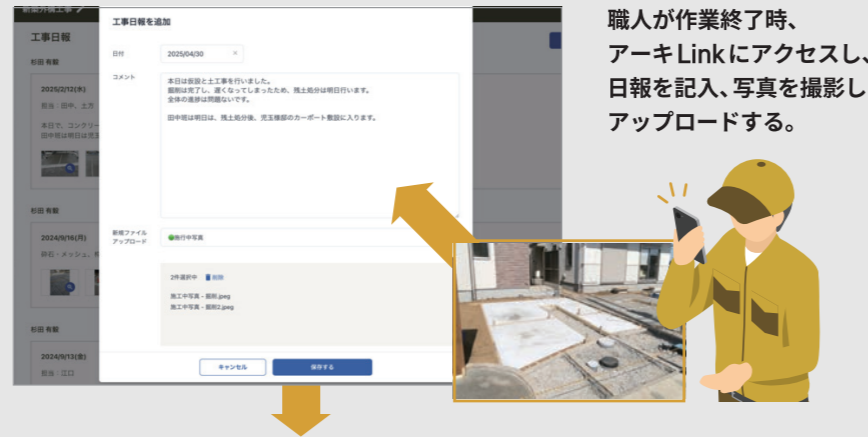 新築外構工事
工事日報
杉田 有毅
2025/2/12(水)
担当：田中、土方
本日で、コンクリー
田中班は明日は児玉
杉田 有毅
2024/9/16(月)
砕石・メッシュ、
杉田 有毅
2024/9/13(金)
担当：江口
工事日報を追加
日付
2025/04/30
×
コメント
本日は仮設と土工事を行いました。
掘削は完了し、遅くなってしまったため、残土処分は明日行います。
全体の進捗は問題ないです。
田中班は明日は、残土処分後、児玉様邸のカーポート敷設に入ります。
新規ファイル
アップロード
施行中写真
2件選択中 削除
施工中写真 - 掘削.jpeg
施工中写真 - 掘削2.jpeg
キャンセル
保存する
職人が作業終了時、
アーキLinkにアクセスし、
日報を記入、写真を撮影し
アップロードする。